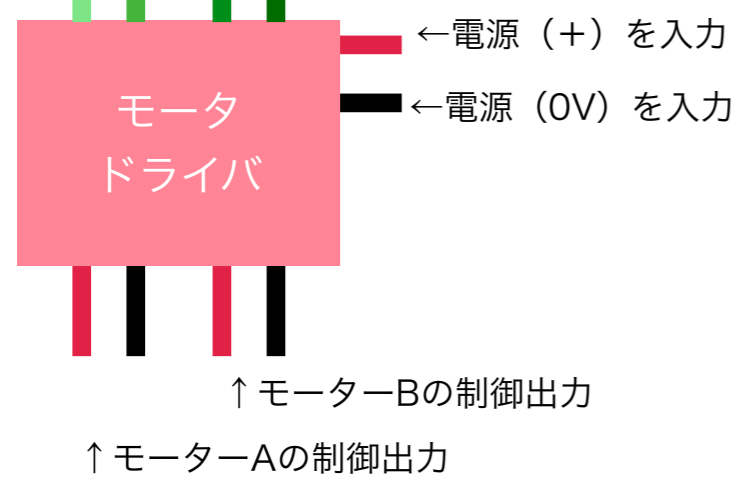 ←電源（＋）を入力
←電源（0V）を入力
モータ
ドライバ
↑モーターBの制御出力
↑モーターAの制御出力